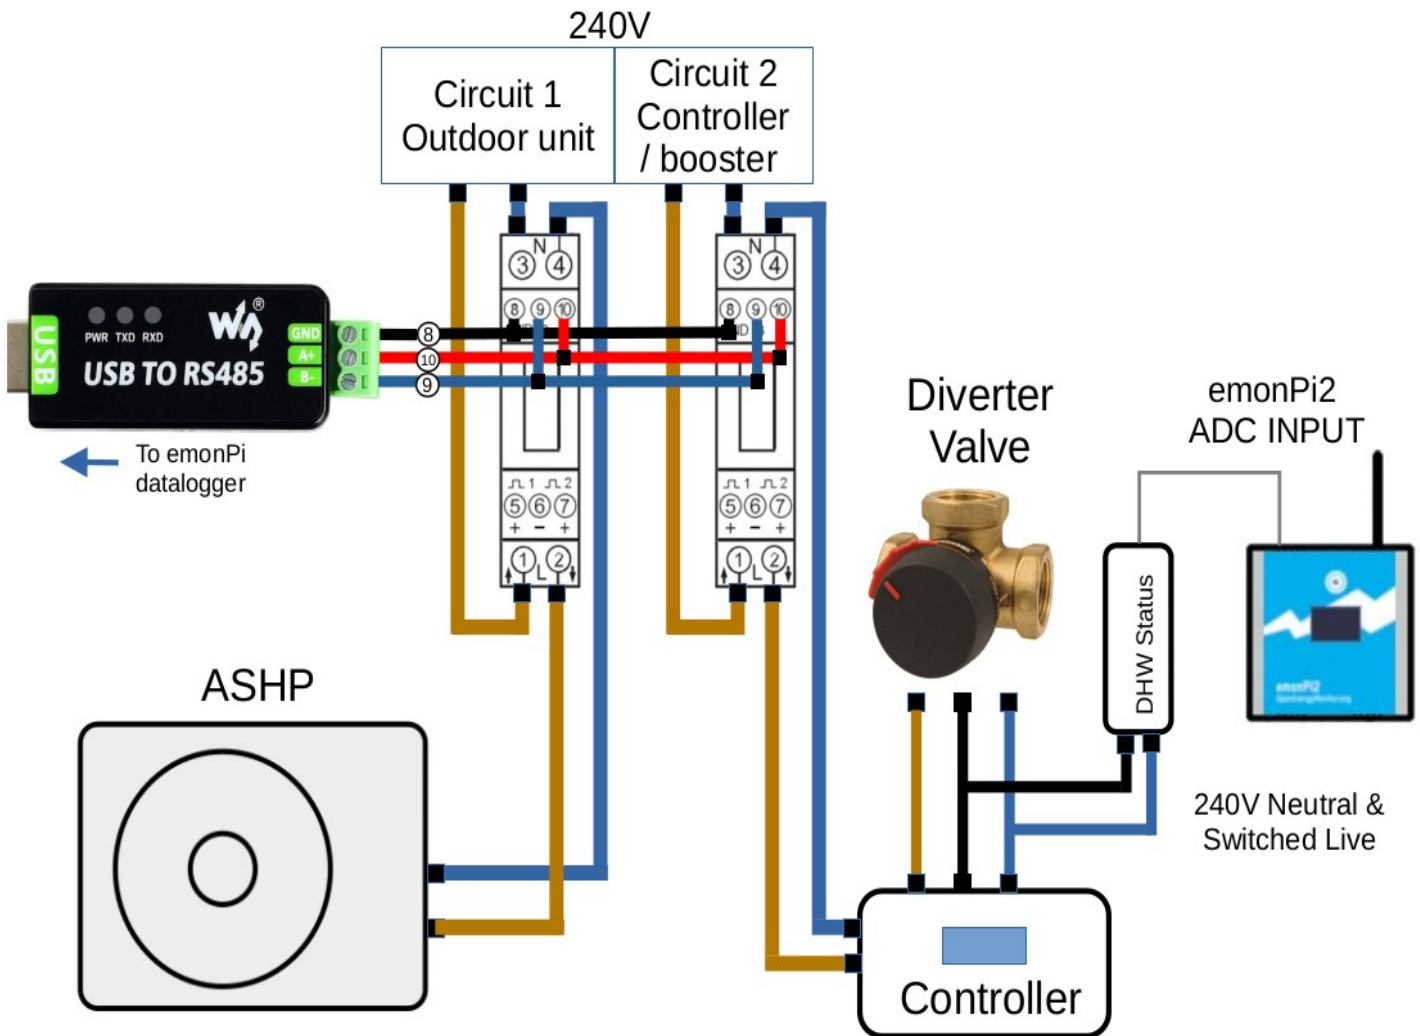 240V
Circuit 1
Outdoor unit
Circuit 2
Controller
/ booster
N
3 4
8 9 10
N
3 4
8 9 10
USB
PWR TXD RXD
USB TO RS485
GND
A+
B-
8
10
9
To emonPi
datalogger
1 2
5 6 7
+ − +
1 L 2
1 2
5 6 7
+ − +
1 L 2
Diverter
Valve
emonPi2
ADC INPUT
DHW Status
emonPi2
240V Neutral &
Switched Live
ASHP
Controller